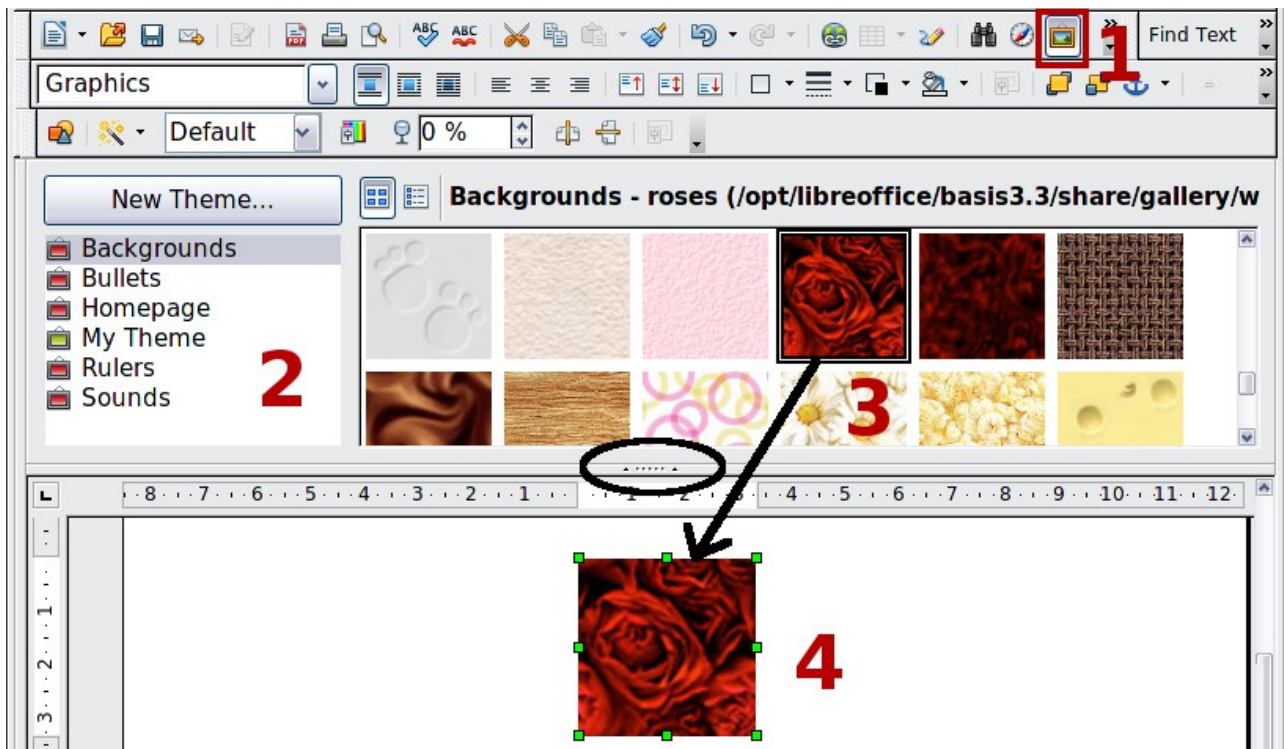 ABC ABC Find Text
1
Graphics
Default 0 %
New Theme... Backgrounds - roses (/opt/libreoffice/basis3.3/share/gallery/w
Backgrounds
Bullets
Homepage
My Theme
Rulers
Sounds
2
3
8 7 6 5 4 3 2 1 1 2 3 4 5 6 7 8 9 10 11 12
1
2
3
4